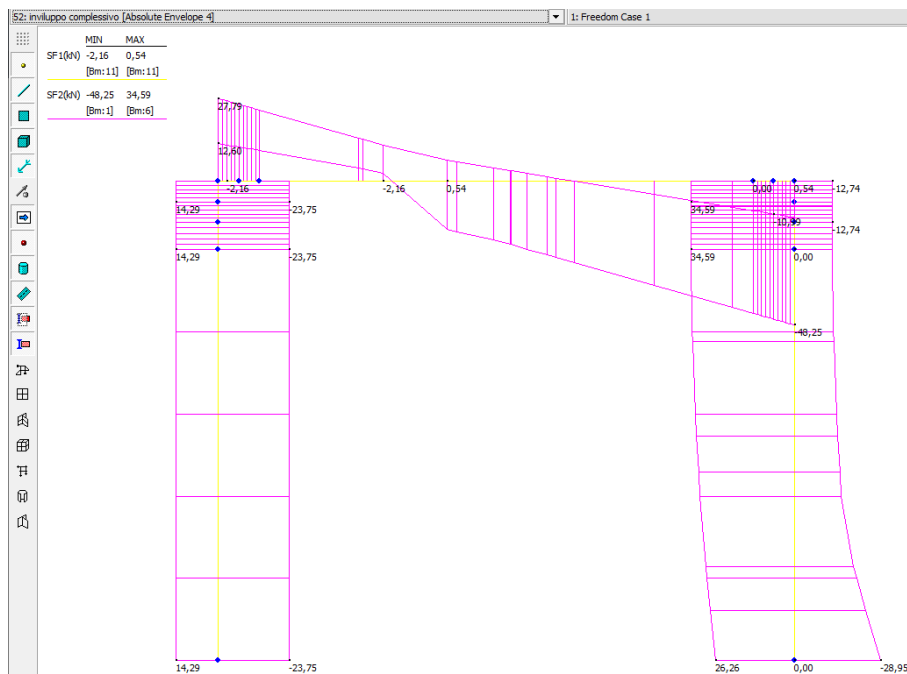 52: inviluppo complessivo [Absolute Envelope 4]
1: Freedom Case 1
MIN MAX
SF1(kN) -2,16 0,54
[Bm:11] [Bm:11]
SF2(kN) -48,25 34,59
[Bm:1] [Bm:6]
27,79
12,60
-2,16 -2,16 0,54 0,00 0,54 -12,74
14,29 -23,75 34,59
-12,74
14,29 -23,75 34,59 0,00
-48,25
14,29 -23,75 26,26 0,00 -28,95